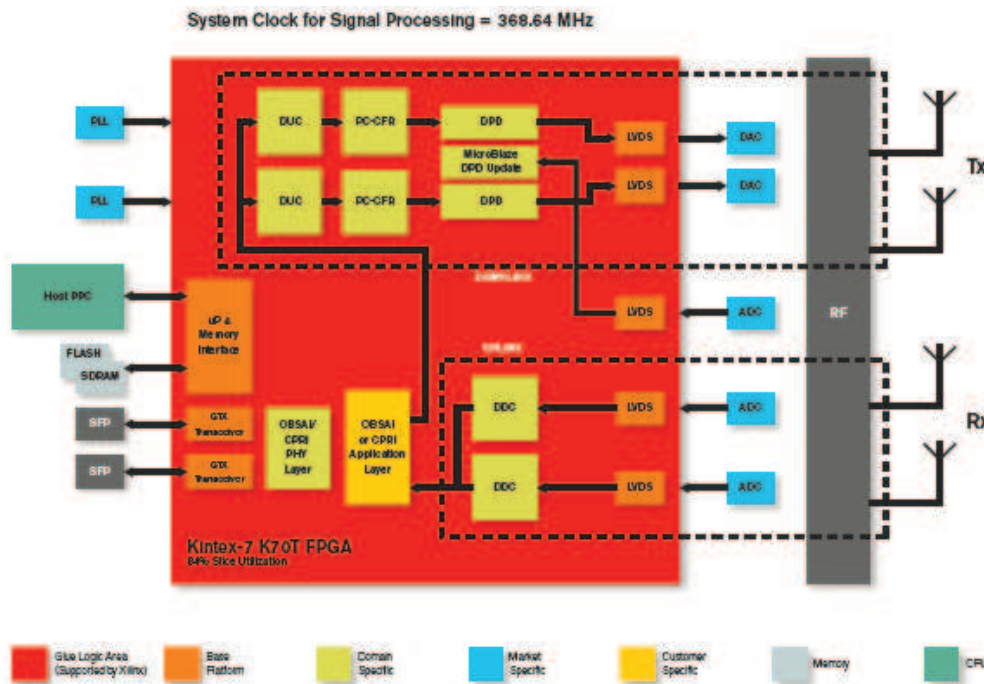 System Clock for Signal Processing = 368.64 MHz
PLL
DUC
PC-CFR
DPD
LVDS
DAC
MicroBlaze
DPD Update
PLL
DUC
PC-CFR
DPD
LVDS
DAC
Tx
Host PPC
uP &
Memory
Interface
LVDS
ADC
RF
FLASH
SDRAM
SFP
GTX
Transceiver
OBSAI/
CPRI
PHY
Layer
OBSAI
or CPRI
Application
Layer
DDC
LVDS
ADC
Rx
SFP
GTX
Transceiver
DDC
LVDS
ADC
Kintex-7 K70T FPGA
84% Slice Utilization
Glue Logic Area
(Supported by Xilinx)
Base
Platform
Domain
Specific
Market
Specific
Customer
Specific
Memory
CPU